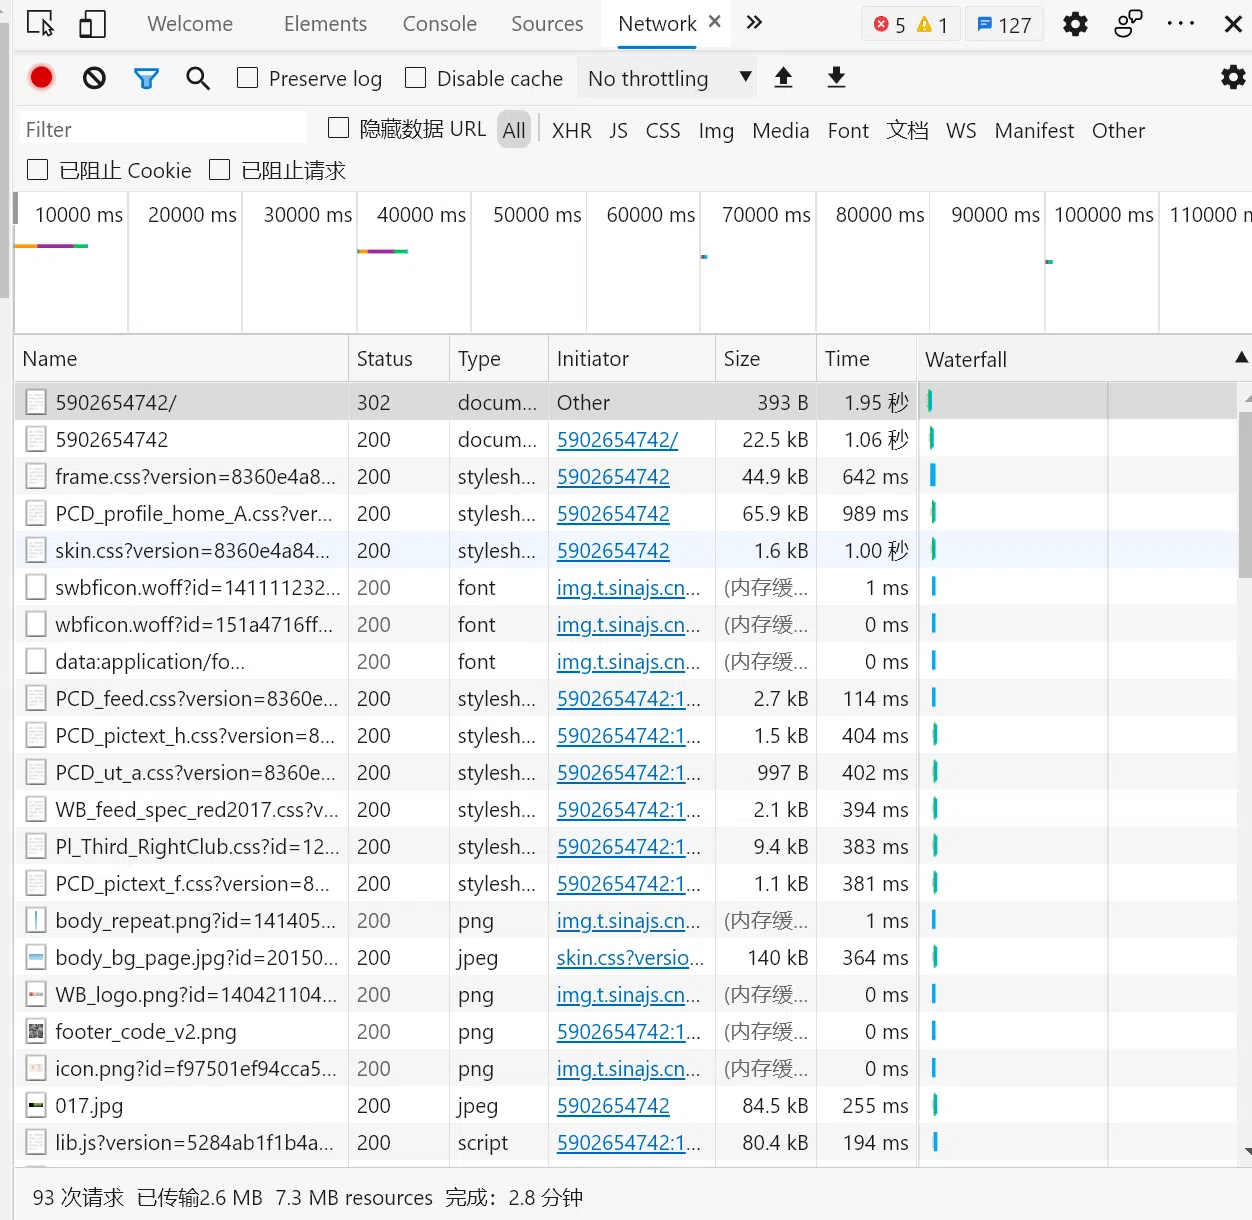 Welcome Elements Console Sources Network × » 5 1 127 ··· ×
Preserve log Disable cache No throttling
Filter 隐藏数据 URL All XHR JS CSS Img Media Font 文档 WS Manifest Other
已阻止 Cookie 已阻止请求
10000 ms 20000 ms 30000 ms 40000 ms 50000 ms 60000 ms 70000 ms 80000 ms 90000 ms 100000 ms 110000 m
Name Status Type Initiator Size Time Waterfall
5902654742/ 302 docum... Other 393 B 1.95 秒
5902654742 200 docum... 5902654742/ 22.5 kB 1.06 秒
frame.css?version=8360e4a8... 200 stylesh... 5902654742 44.9 kB 642 ms
PCD_profile_home_A.css?ver... 200 stylesh... 5902654742 65.9 kB 989 ms
skin.css?version=8360e4a84... 200 stylesh... 5902654742 1.6 kB 1.00 秒
swbficon.woff?id=141111232... 200 font img.t.sinajs.cn... (内存缓... 1 ms
wbficon.woff?id=151a4716ff... 200 font img.t.sinajs.cn... (内存缓... 0 ms
data:application/fo... 200 font img.t.sinajs.cn... (内存缓... 0 ms
PCD_feed.css?version=8360e... 200 stylesh... 5902654742:1... 2.7 kB 114 ms
PCD_pictext_h.css?version=8... 200 stylesh... 5902654742:1... 1.5 kB 404 ms
PCD_ut_a.css?version=8360e... 200 stylesh... 5902654742:1... 997 B 402 ms
WB_feed_spec_red2017.css?v... 200 stylesh... 5902654742:1... 2.1 kB 394 ms
Pl_Third_RightClub.css?id=12... 200 stylesh... 5902654742:1... 9.4 kB 383 ms
PCD_pictext_f.css?version=8... 200 stylesh... 5902654742:1... 1.1 kB 381 ms
body_repeat.png?id=141405... 200 png img.t.sinajs.cn... (内存缓... 1 ms
body_bg_page.jpg?id=20150... 200 jpeg skin.css?versio... 140 kB 364 ms
WB_logo.png?id=140421104... 200 png img.t.sinajs.cn... (内存缓... 0 ms
footer_code_v2.png 200 png 5902654742:1... (内存缓... 0 ms
icon.png?id=f97501ef94cca5... 200 png img.t.sinajs.cn... (内存缓... 0 ms
017.jpg 200 jpeg 5902654742 84.5 kB 255 ms
lib.js?version=5284ab1f1b4a... 200 script 5902654742:1... 80.4 kB 194 ms
93 次请求 已传输2.6 MB 7.3 MB resources 完成：2.8 分钟